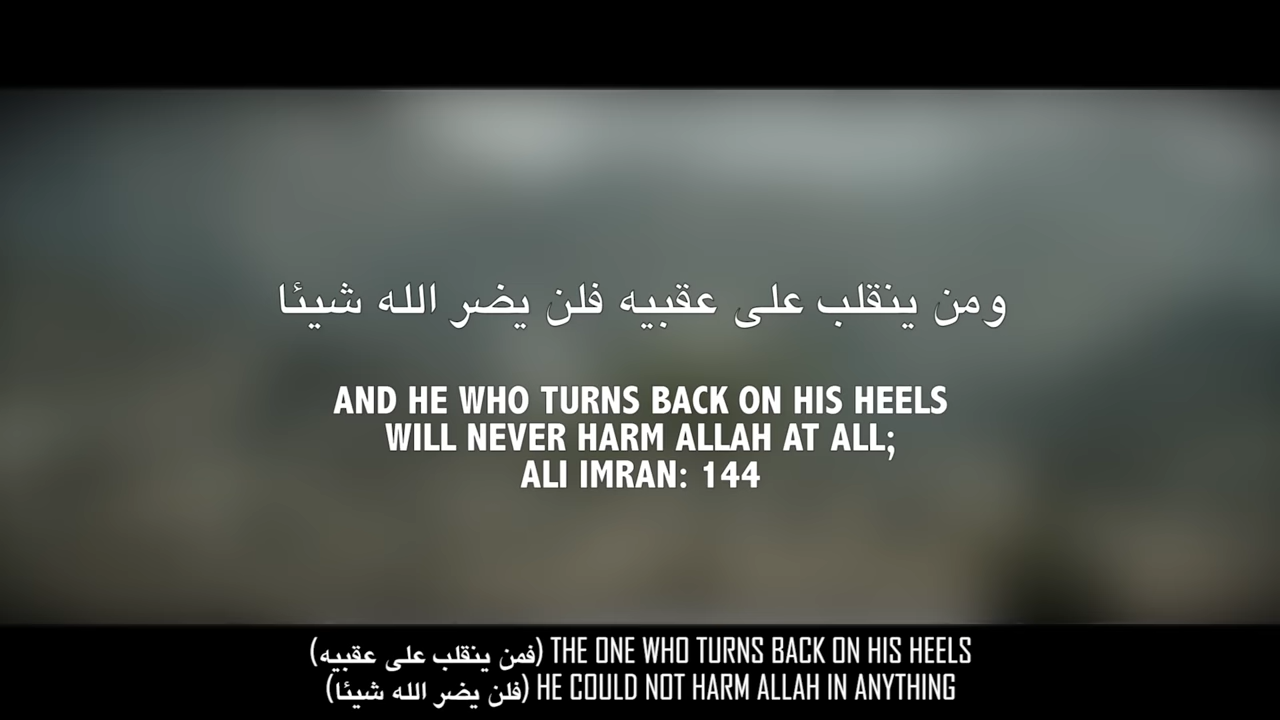 ومن ينقلب على عقبيه فلن يضر الله شيئا
AND HE WHO TURNS BACK ON HIS HEELS
WILL NEVER HARM ALLAH AT ALL;
ALI IMRAN: 144
(فمن ينقلب على عقبيه) THE ONE WHO TURNS BACK ON HIS HEELS
(فلن يضر الله شيئا) HE COULD NOT HARM ALLAH IN ANYTHING